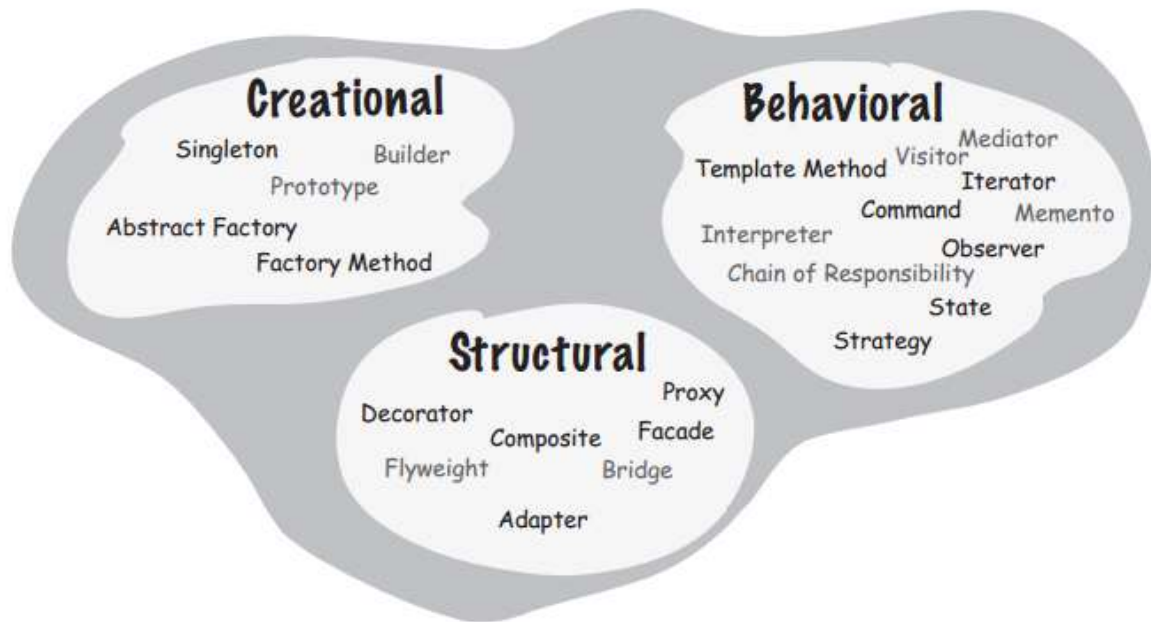 Creational
Singleton
Builder
Prototype
Abstract Factory
Factory Method
Behavioral
Mediator
Visitor
Template Method
Iterator
Command
Memento
Interpreter
Observer
Chain of Responsibility
State
Strategy
Structural
Proxy
Decorator
Facade
Composite
Flyweight
Bridge
Adapter